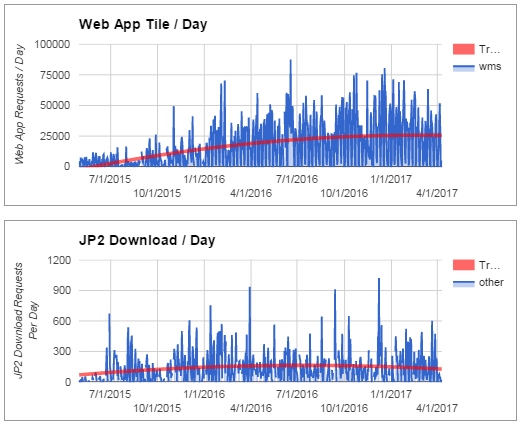 Web App Tile / Day
Web App Requests / Day
100000
75000
50000
25000
0
7/1/2015
10/1/2015
1/1/2016
4/1/2016
7/1/2016
10/1/2016
1/1/2017
4/1/2017
Tr...
wms
JP2 Download / Day
JP2 Download Requests
Per Day
1200
900
600
300
0
7/1/2015
10/1/2015
1/1/2016
4/1/2016
7/1/2016
10/1/2016
1/1/2017
4/1/2017
Tr...
other